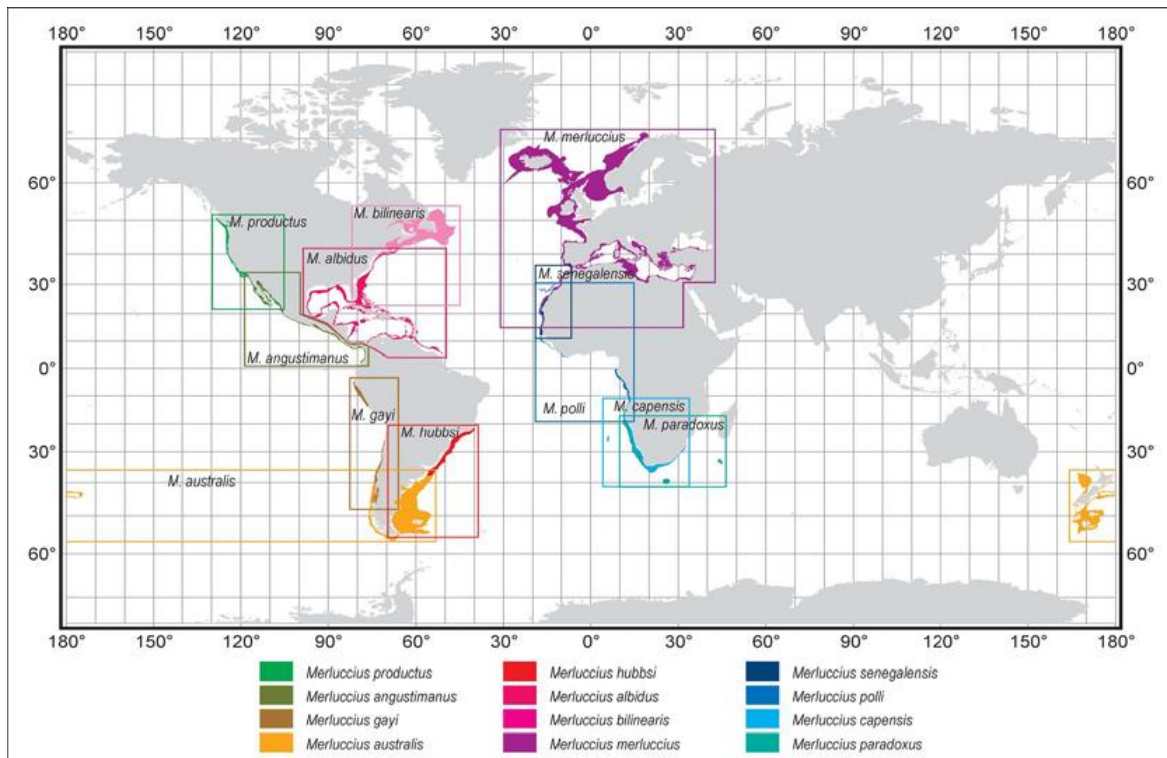 180° 150° 120° 90° 60° 30° 0° 30° 60° 90° 120° 150° 180°
M. merluccius
60° 60°
M. bilinearis
M. productus
M. albidus
M. senegalensis
30° 30°
M. angustimanus
0° 0°
M. polli
M. capensis
M. gayi
M. paradoxus
M. hubbsi
30° 30°
M. australis
60° 60°
180° 150° 120° 90° 60° 30° 0° 30° 60° 90° 120° 150° 180°
Merluccius productus
Merluccius angustimanus
Merluccius gayi
Merluccius australis
Merluccius hubbsi
Merluccius albidus
Merluccius bilinearis
Merluccius merluccius
Merluccius senegalensis
Merluccius polli
Merluccius capensis
Merluccius paradoxus